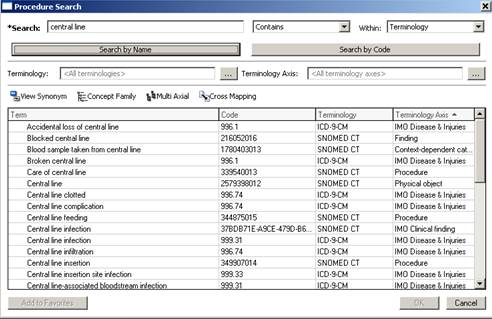 Procedure Search
*Search: central line Contains Within: Terminology
Search by Name Search by Code
Terminology: <All terminologies> ... Terminology Axis: <All terminology axes> ...
View Synonym Concept Family Multi Axial Cross Mapping
Term Code Terminology Terminology Axis
Accidental loss of central line 996.1 ICD-9-CM IMO Disease & Injuries
Blocked central line 216052016 SNOMED CT Finding
Blood sample taken from central line 1780403013 SNOMED CT Context-dependent cat...
Broken central line 996.1 ICD-9-CM IMO Disease & Injuries
Care of central line 339540013 SNOMED CT Procedure
Central line 2579398012 SNOMED CT Physical object
Central line clotted 996.74 ICD-9-CM IMO Disease & Injuries
Central line complication 996.74 ICD-9-CM IMO Disease & Injuries
Central line feeding 344875015 SNOMED CT Procedure
Central line infection 37BDB71E-A9CE-479D-B6... SNOMED CT IMO Clinical finding
Central line infection 999.31 ICD-9-CM IMO Disease & Injuries
Central line infiltration 996.74 ICD-9-CM IMO Disease & Injuries
Central line insertion 349907014 SNOMED CT Procedure
Central line insertion site infection 999.33 ICD-9-CM IMO Disease & Injuries
Central line-associated bloodstream infection 999.31 ICD-9-CM IMO Disease & Injuries
Add to Favorites OK Cancel